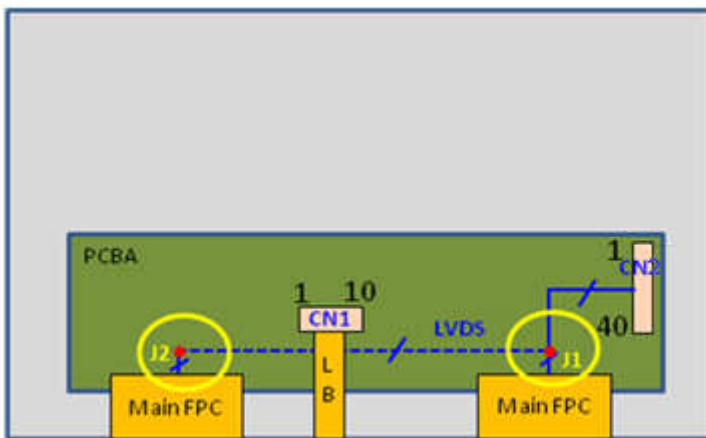 PCBA
1
CN2
1 10
CN1
40
LVDS
J2
J1
L
B
Main FPC
Main FPC